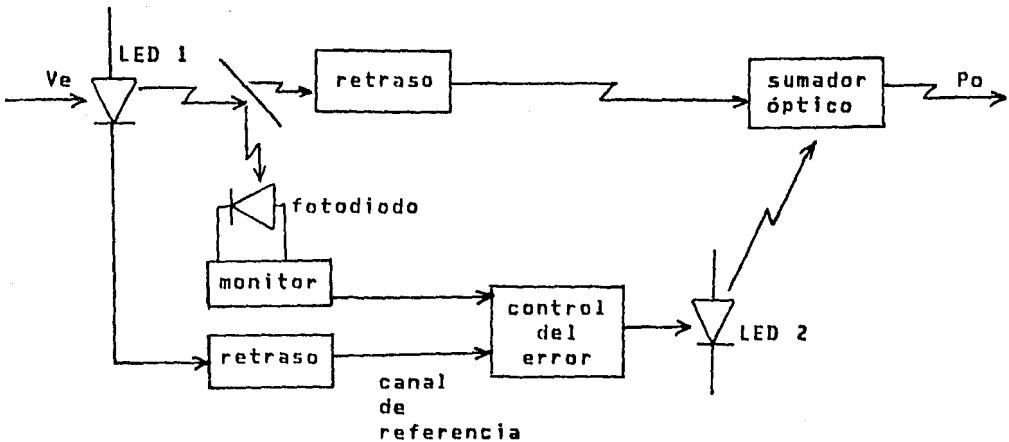 LED 1
Ve
retraso
sumador
óptico
Po
fotodiodo
monitor
control
del
error
LED 2
retraso
canal
de
referencia